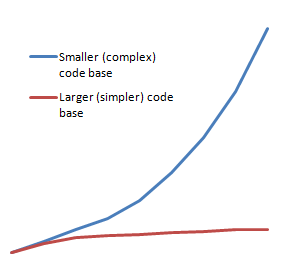 Smaller (complex)
code base
Larger (simpler) code
base